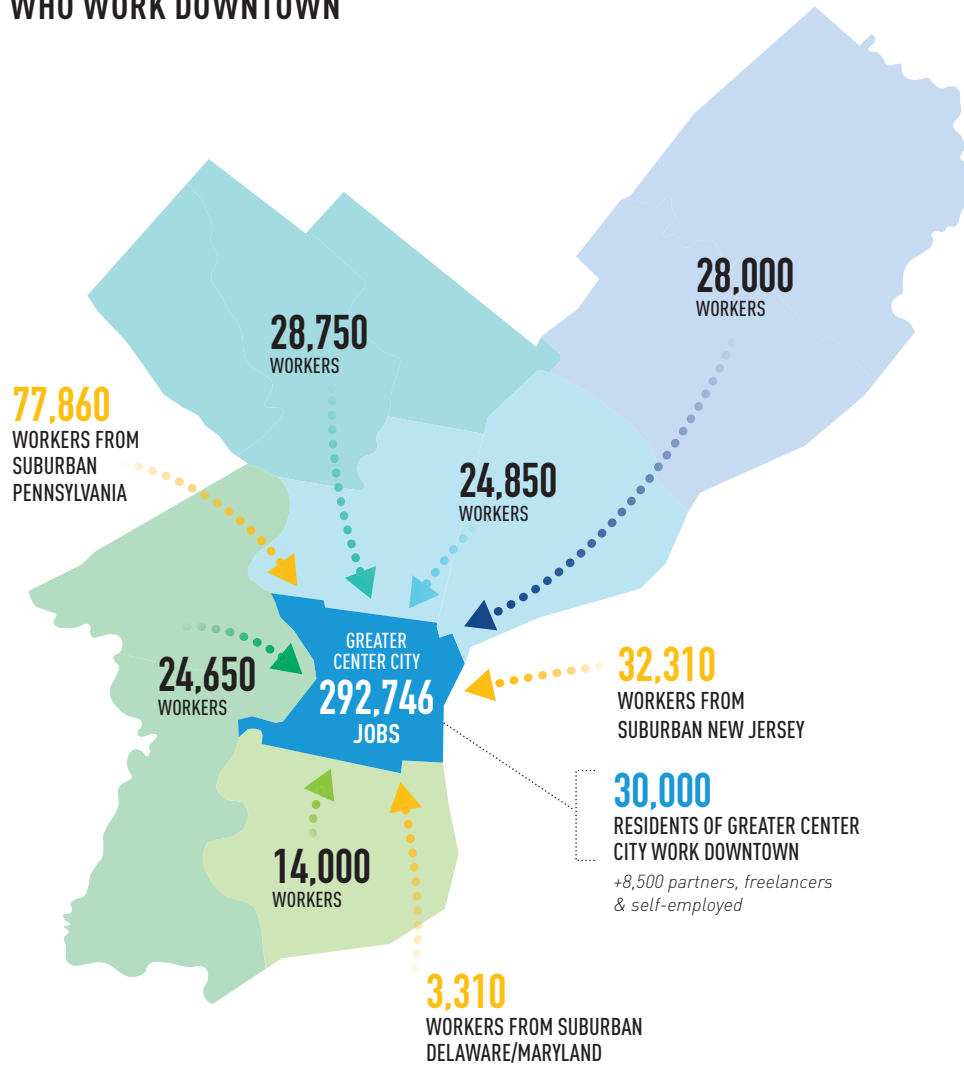 WHO WORK DOWNTOWN
28,000
WORKERS
28,750
WORKERS
77,860
WORKERS FROM
SUBURBAN
PENNSYLVANIA
24,850
WORKERS
GREATER
CENTER CITY
292,746
JOBS
24,650
WORKERS
32,310
WORKERS FROM
SUBURBAN NEW JERSEY
30,000
RESIDENTS OF GREATER CENTER
CITY WORK DOWNTOWN
+8,500 partners, freelancers
& self-employed
14,000
WORKERS
3,310
WORKERS FROM SUBURBAN
DELAWARE/MARYLAND